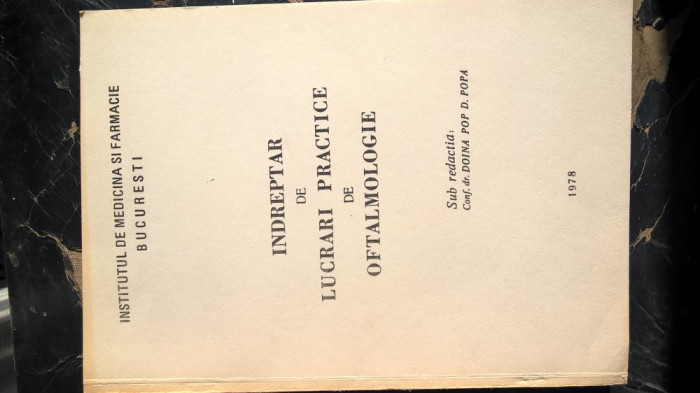 INSTITUTUL DE MEDICINA SI FARMACIE
BUCURESTI
INDREPTAR
DE
LUCRARI PRACTICE
DE
OFTALMOLOGIE
Sub redactia:
Conf. dr. DOINA POP D. POPA
1978